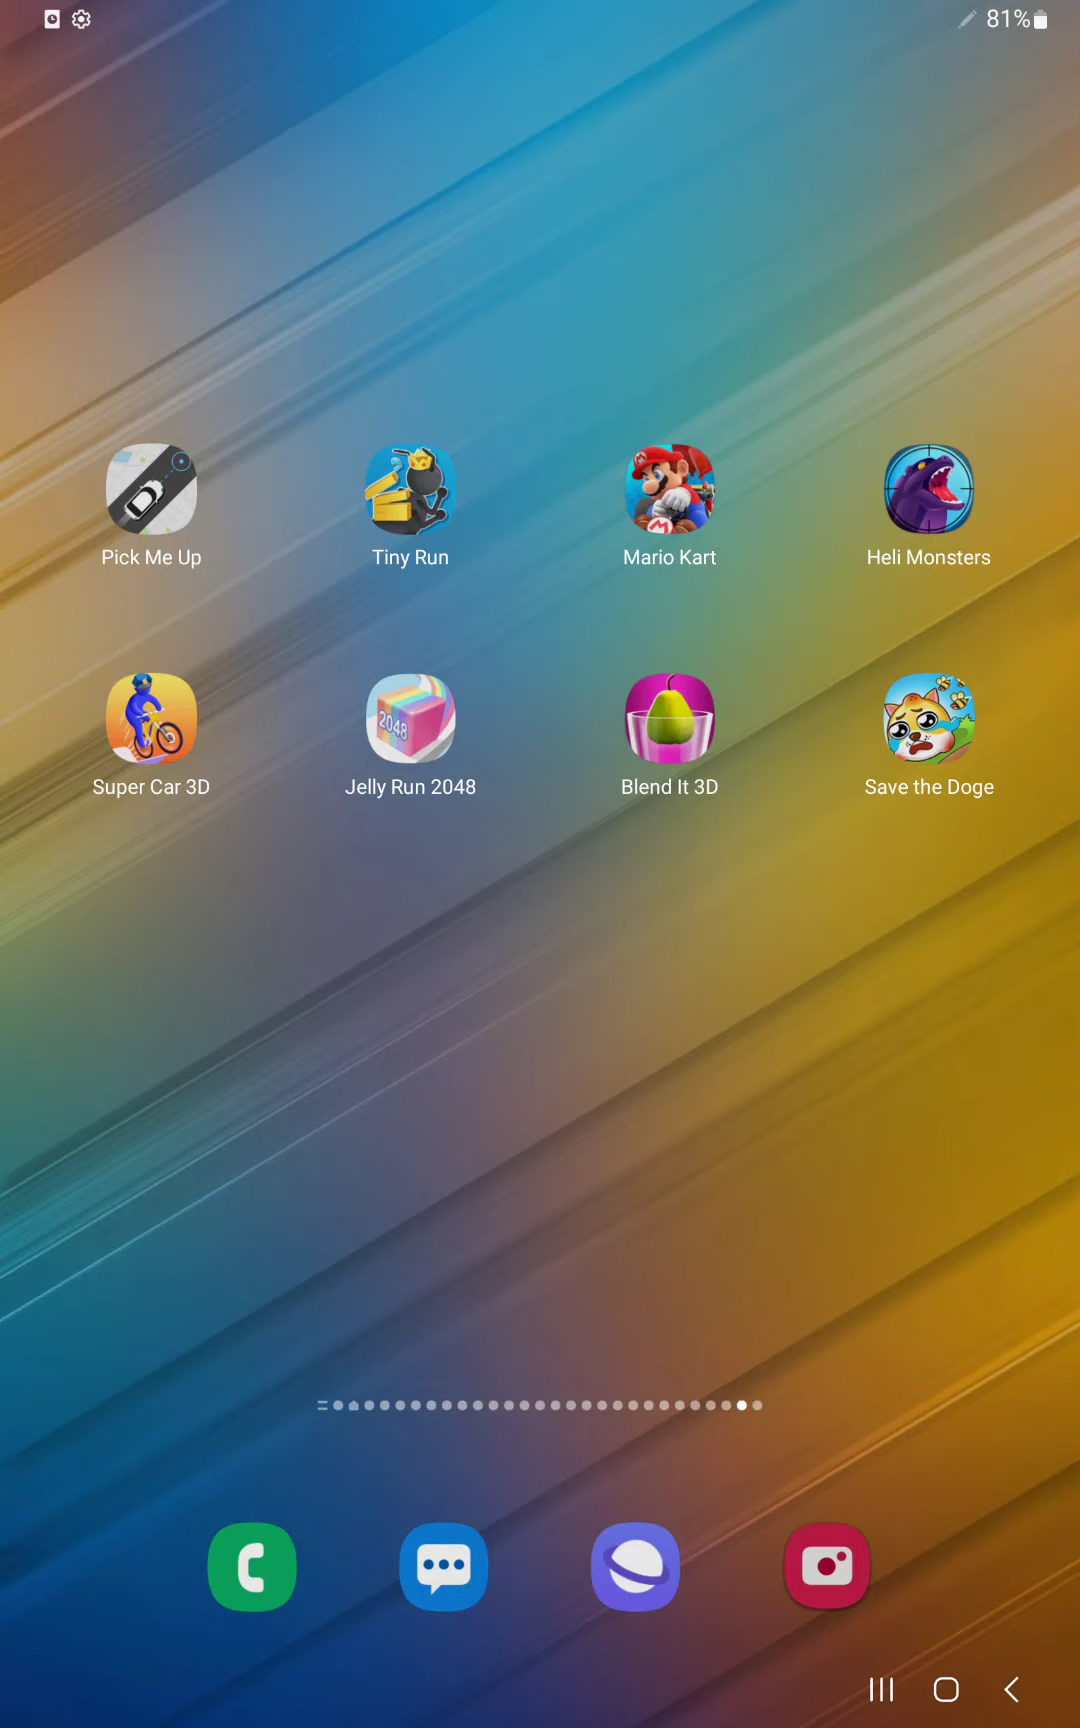 81%
Pick Me Up
Tiny Run
Mario Kart
Heli Monsters
2048
Super Car 3D
Jelly Run 2048
Blend It 3D
Save the Doge